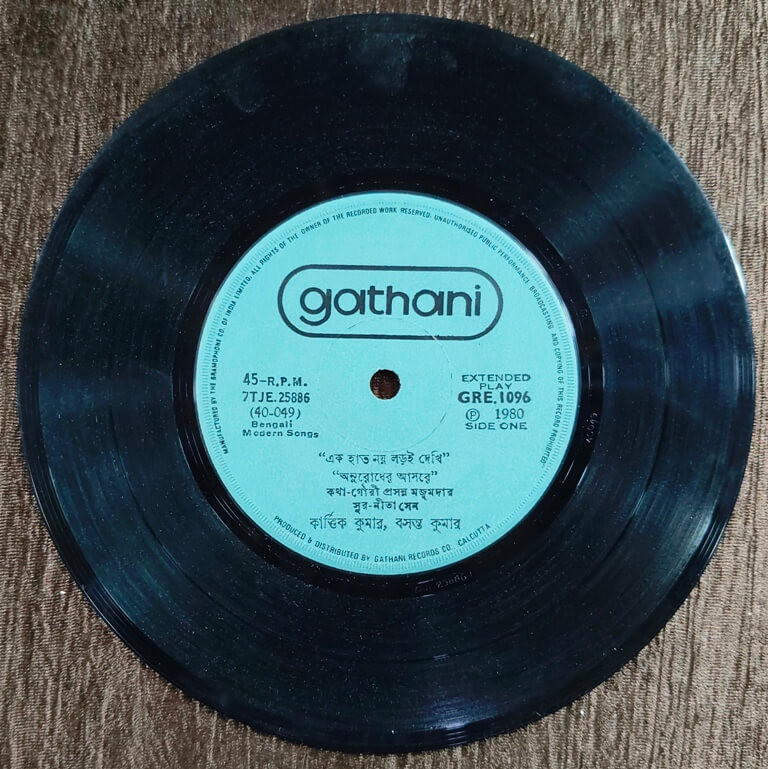 MANUFACTURED BY THE GRAMOPHONE CO. OF INDIA LIMITED. ALL RIGHTS OF THE OWNER OF THE RECORDED WORK RESERVED. UNAUTHORISED PUBLIC PERFORMANCE, BROADCASTING AND COPYING OF THIS RECORD PROHIBITED
gathani
45-R.P.M.
7TJE.25886
(40-049)
Bengali
Modern Songs
EXTENDED
PLAY
GRE.1096
Ⓟ 1980
SIDE ONE
"এক হাত নয় লড়ই দেখি"
"অনুরোধের আসরে"
কথা-গৌরী প্রসন্ন মজুমদার
সুর-নীতা সেন
কার্ত্তিক কুমার, বসন্ত কুমার
PRODUCED & DISTRIBUTED BY GATHANI RECORDS CO. CALCUTTA